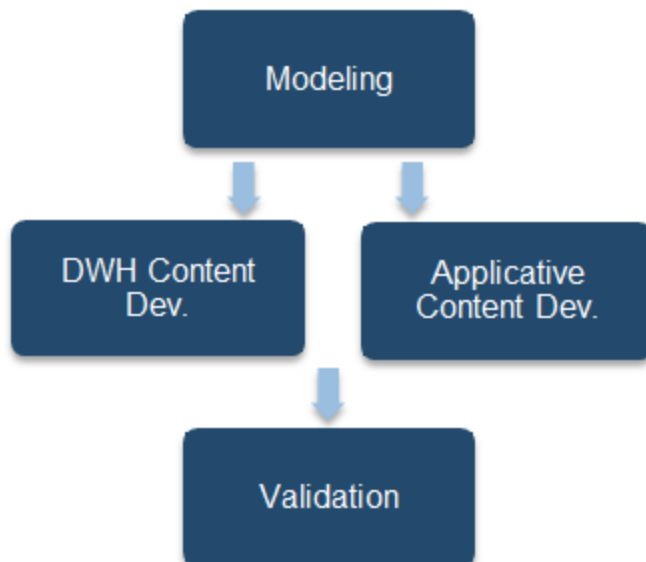 Modeling
DWH Content
Dev.
Applicative
Content Dev.
Validation